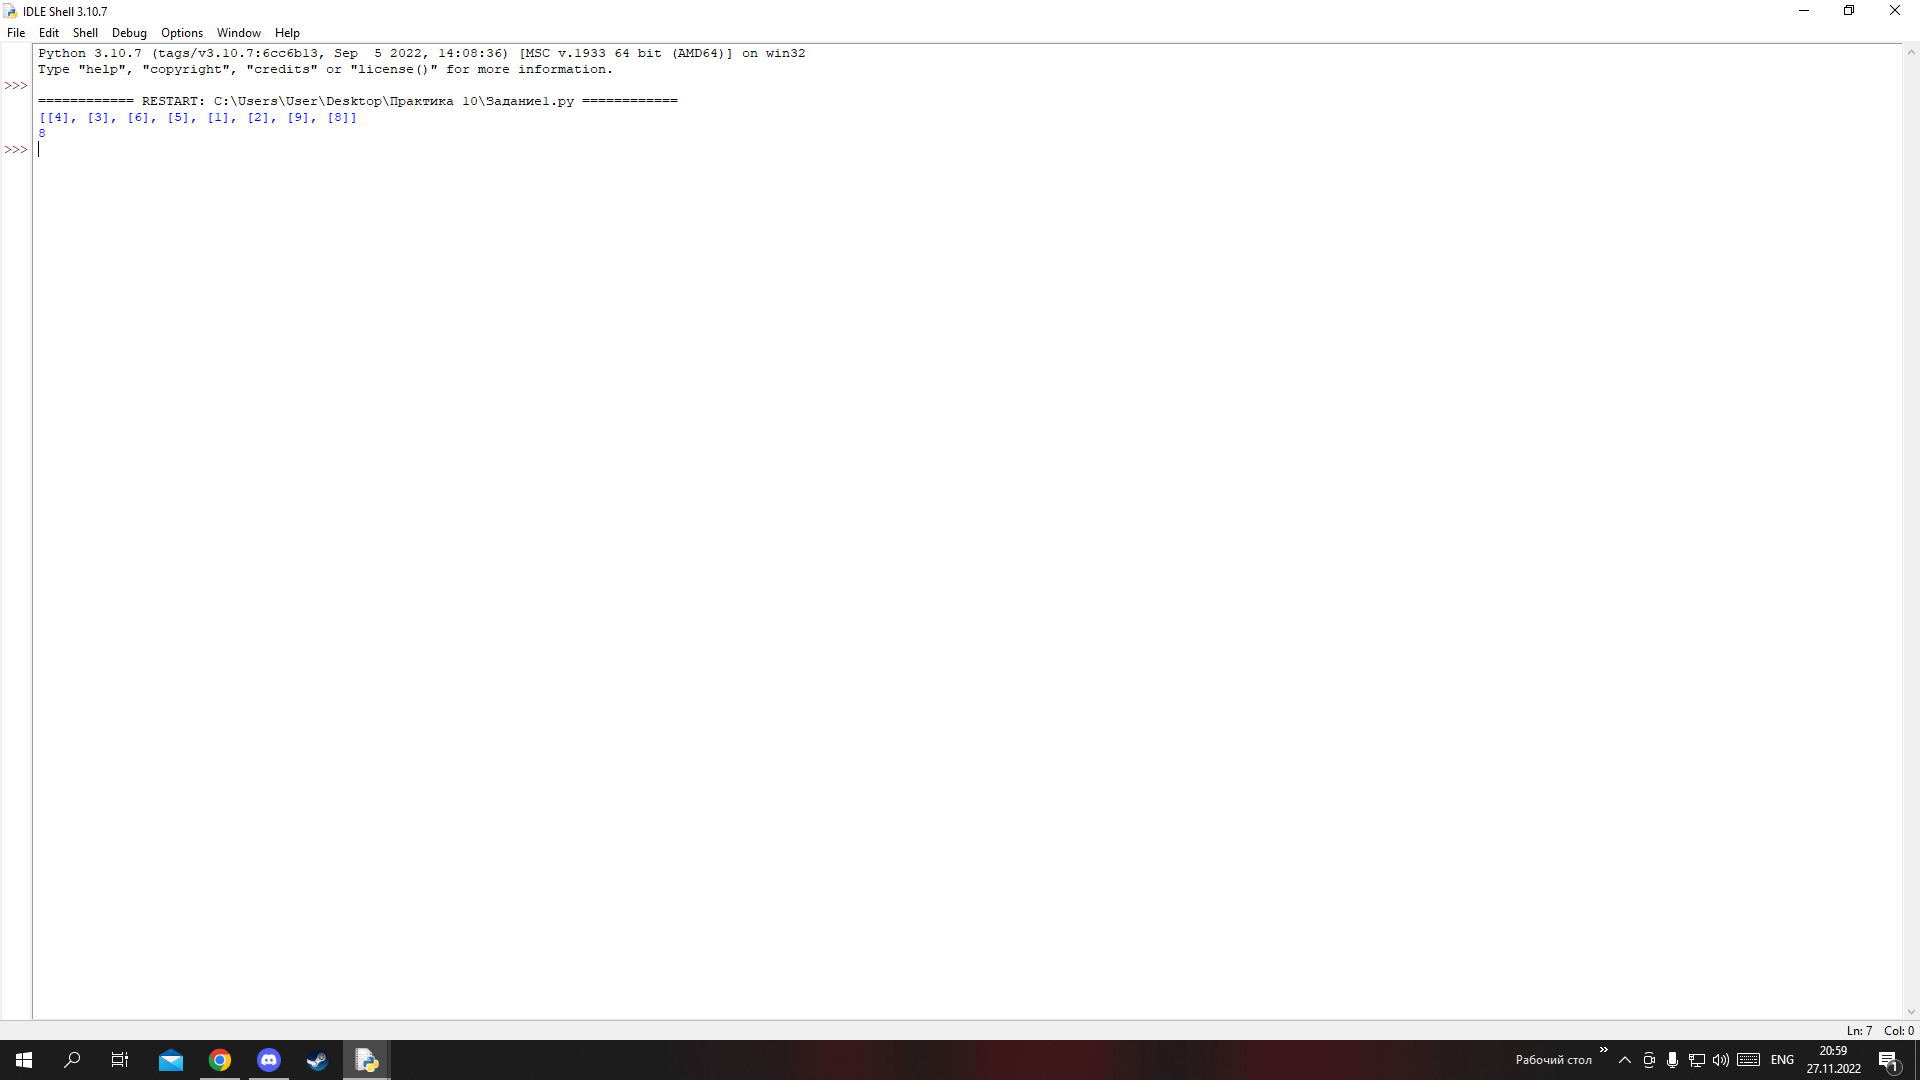 IDLE Shell 3.10.7
File Edit Shell Debug Options Window Help
Python 3.10.7 (tags/v3.10.7:6cc6b13, Sep  5 2022, 14:08:36) [MSC v.1933 64 bit (AMD64)] on win32
Type "help", "copyright", "credits" or "license()" for more information.
>>>
============ RESTART: C:\Users\User\Desktop\Практика 10\Задание1.py ============
[[4], [3], [6], [5], [1], [2], [9], [8]]
8
>>>
Ln: 7 Col: 0
Рабочий стол » ENG 20:59
27.11.2022
1